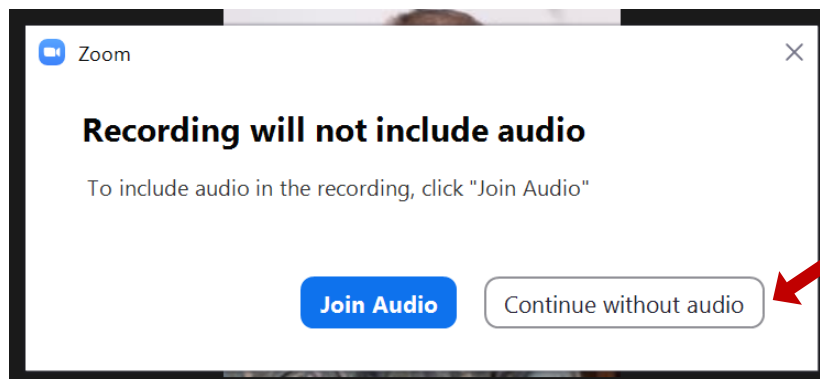 Zoom
Recording will not include audio
To include audio in the recording, click "Join Audio"
Join Audio
Continue without audio